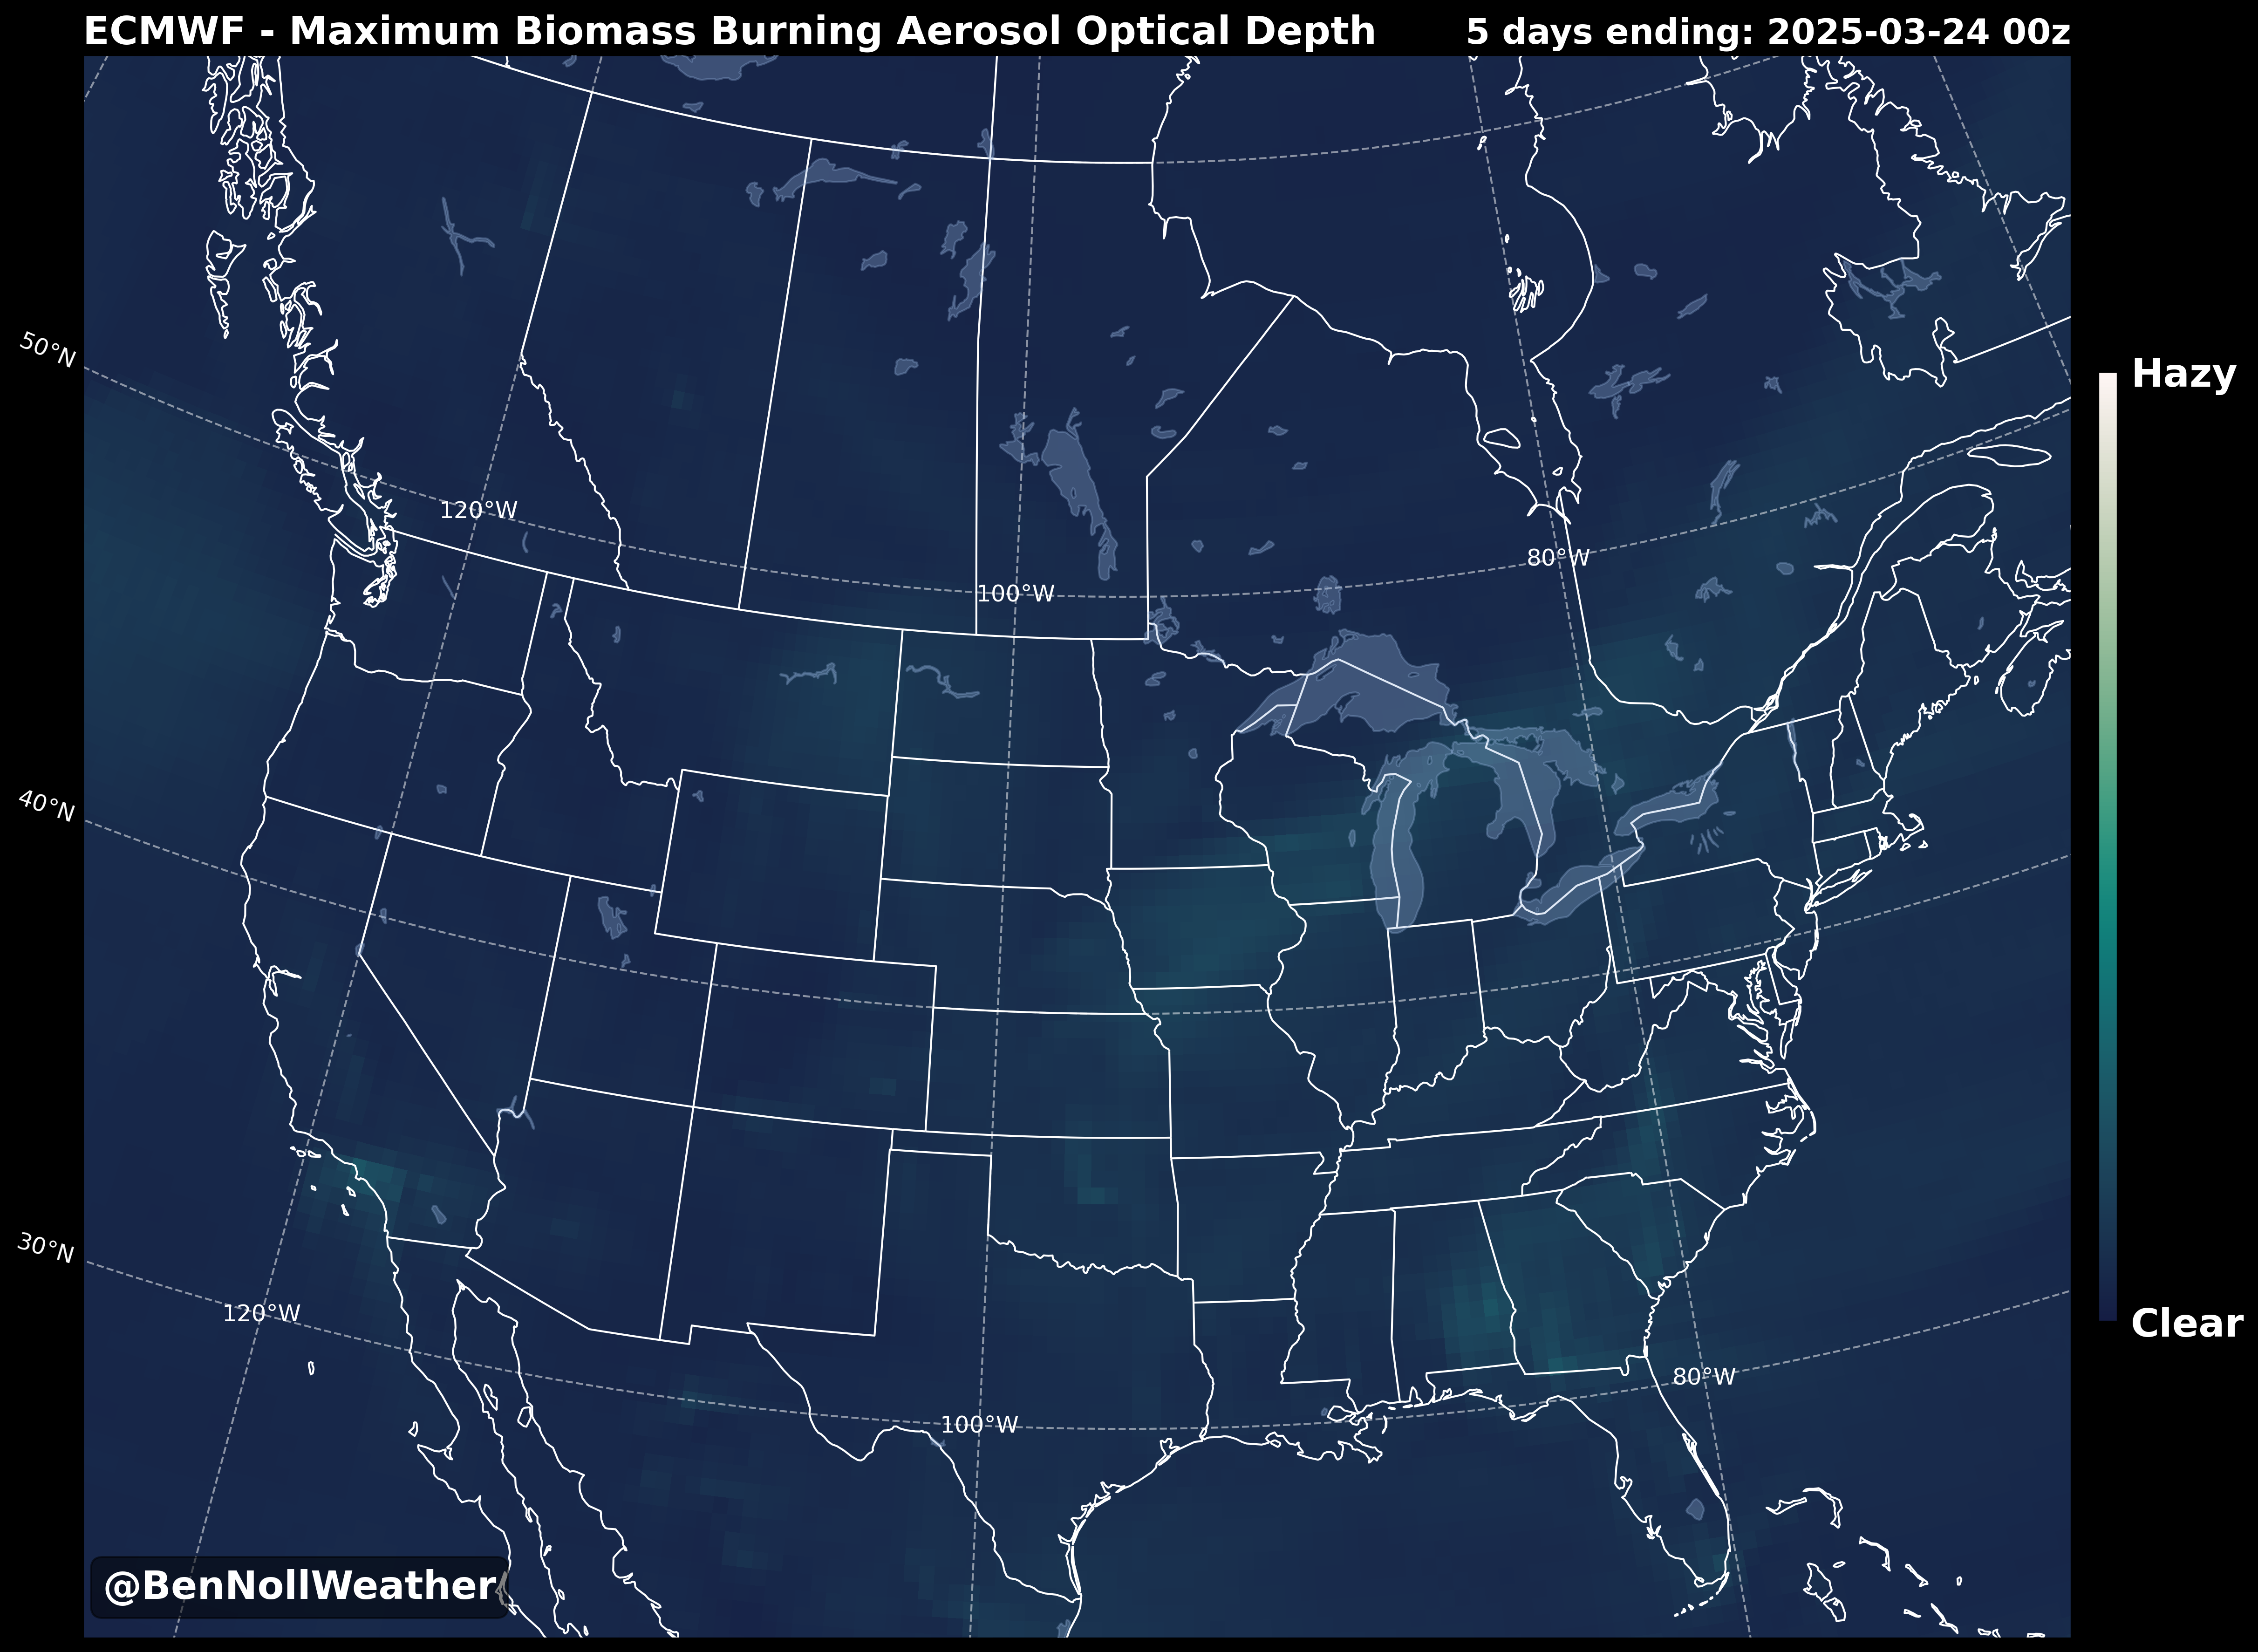 ECMWF - Maximum Biomass Burning Aerosol Optical Depth
5 days ending: 2025-03-24 00z
50°N
Hazy
120°W
80°W
100°W
40°N
30°N
120°W
Clear
80°W
100°W
@BenNollWeather